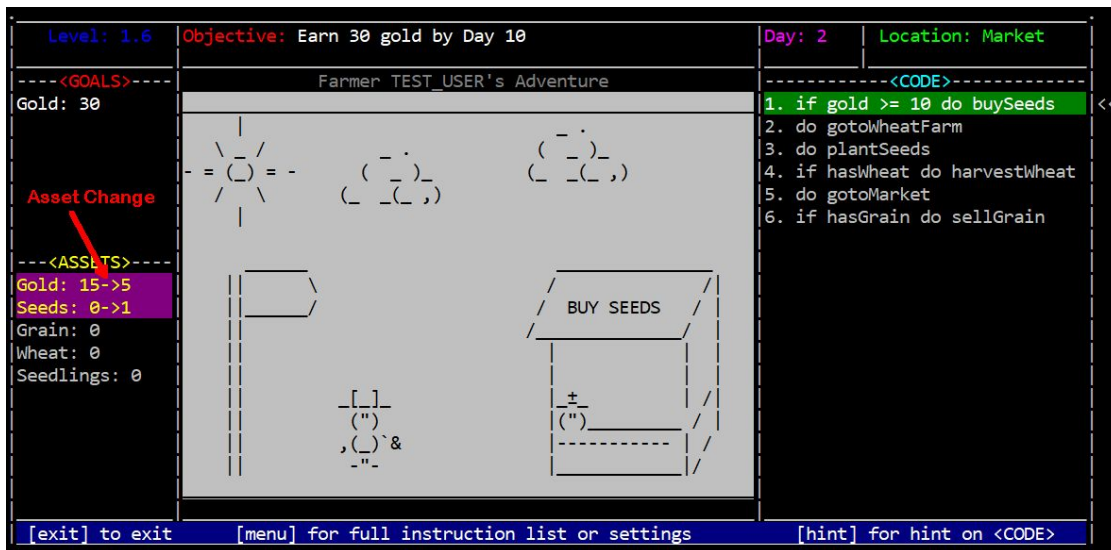 Level: 1.6
Objective: Earn 30 gold by Day 10
Day: 2
Location: Market
----<GOALS>----
Gold: 30
Asset Change
---<ASSETS>----
Gold: 15->5
Seeds: 0->1
Grain: 0
Wheat: 0
Seedlings: 0
Farmer TEST_USER's Adventure
BUY SEEDS
------------<CODE>-------------
1. if gold >= 10 do buySeeds
2. do gotoWheatFarm
3. do plantSeeds
4. if hasWheat do harvestWheat
5. do gotoMarket
6. if hasGrain do sellGrain
[exit] to exit
[menu] for full instruction list or settings
[hint] for hint on <CODE>